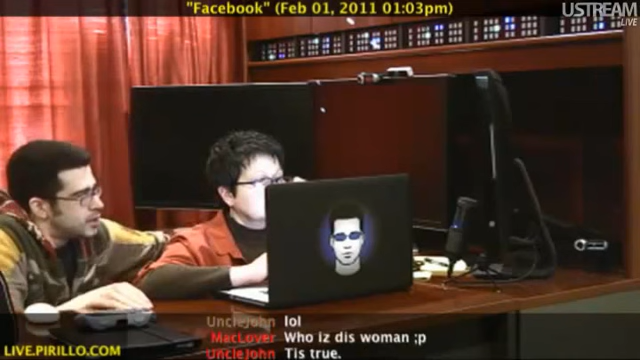 "Facebook" (Feb 01, 2011 01:03pm)
USTREAM
LIVE
UncleJohn lol
MacLover Who iz dis woman ;p
UncleJohn Tis true.
LIVE.PIRILLO.COM